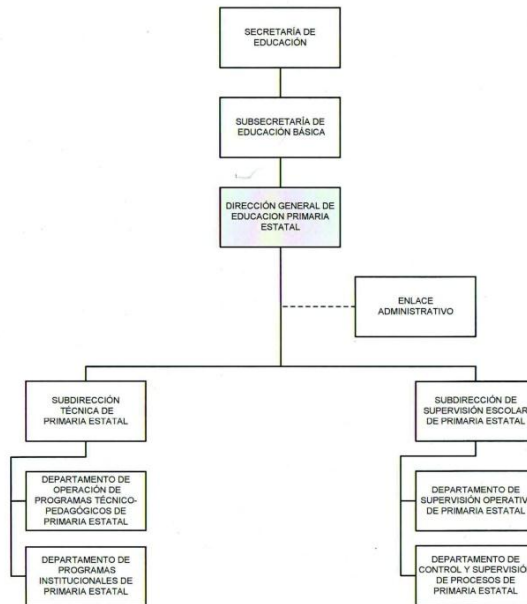 SECRETARÍA DE
EDUCACIÓN
SUBSECRETARÍA DE
EDUCACIÓN BÁSICA
DIRECCIÓN GENERAL DE
EDUCACION PRIMARIA
ESTATAL
ENLACE
ADMINISTRATIVO
SUBDIRECCIÓN
TÉCNICA DE
PRIMARIA ESTATAL
SUBDIRECCIÓN DE
SUPERVISIÓN ESCOLAR
DE PRIMARIA ESTATAL
DEPARTAMENTO DE
OPERACIÓN DE
PROGRAMAS TÉCNICO-
PEDAGÓGICOS DE
PRIMARIA ESTATAL
DEPARTAMENTO DE
SUPERVISIÓN OPERATIV
DE PRIMARIA ESTATAL
DEPARTAMENTO DE
PROGRAMAS
INSTITUCIONALES DE
PRIMARIA ESTATAL
DEPARTAMENTO DE
CONTROL Y SUPERVISIÓ
DE PROCESOS DE
PRIMARIA ESTATAL